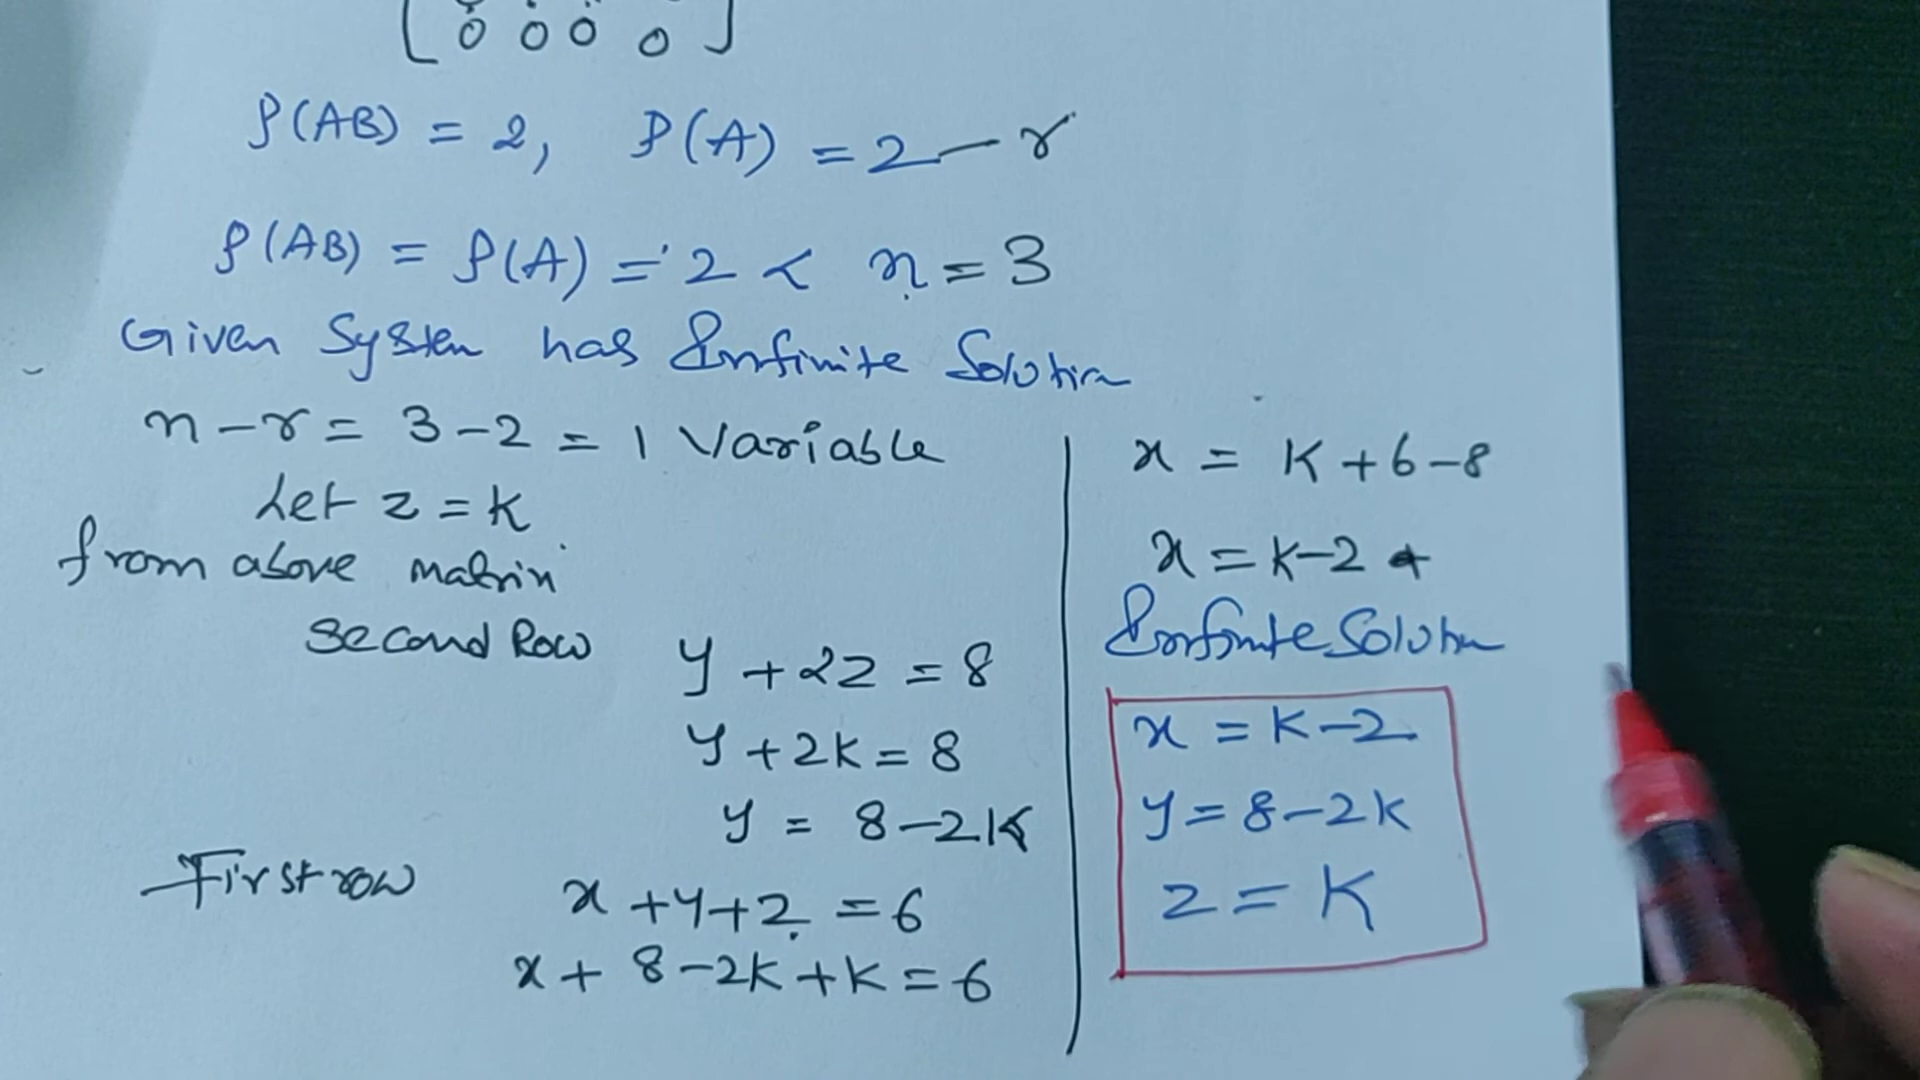 [0 0 0 0]
ρ(AB) = 2, ρ(A) = 2 — r
ρ(AB) = ρ(A) = 2 < n = 3
Given System has Infinite Solution
n - r = 3 - 2 = 1 Variable
Let z = k
from above matrix
second Row y + 2z = 8
y + 2k = 8
y = 8 - 2k
First row x + y + z = 6
x + 8 - 2k + k = 6
x = k + 6 - 8
x = k - 2
Infinite Solution
x = k - 2
y = 8 - 2k
z = k